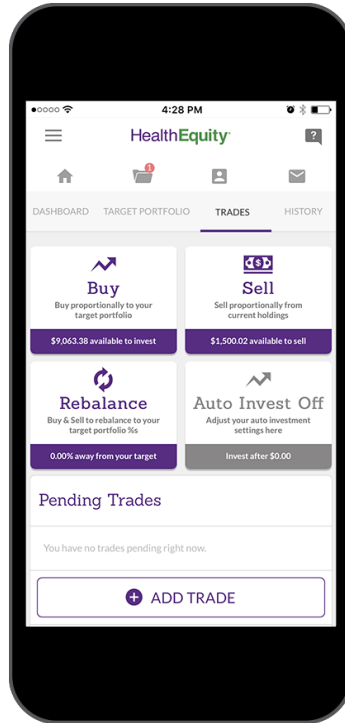 4:28 PM
HealthEquity
?
1
DASHBOARD TARGET PORTFOLIO TRADES HISTORY
Buy
Buy proportionally to your
target portfolio
$9,063.38 available to invest
Sell
Sell proportionally from
current holdings
$1,500.02 available to sell
Rebalance
Buy & Sell to rebalance to your
target portfolio %s
0.00% away from your target
Auto Invest Off
Adjust your auto investment
settings here
Invest after $0.00
Pending Trades
You have no trades pending right now.
ADD TRADE